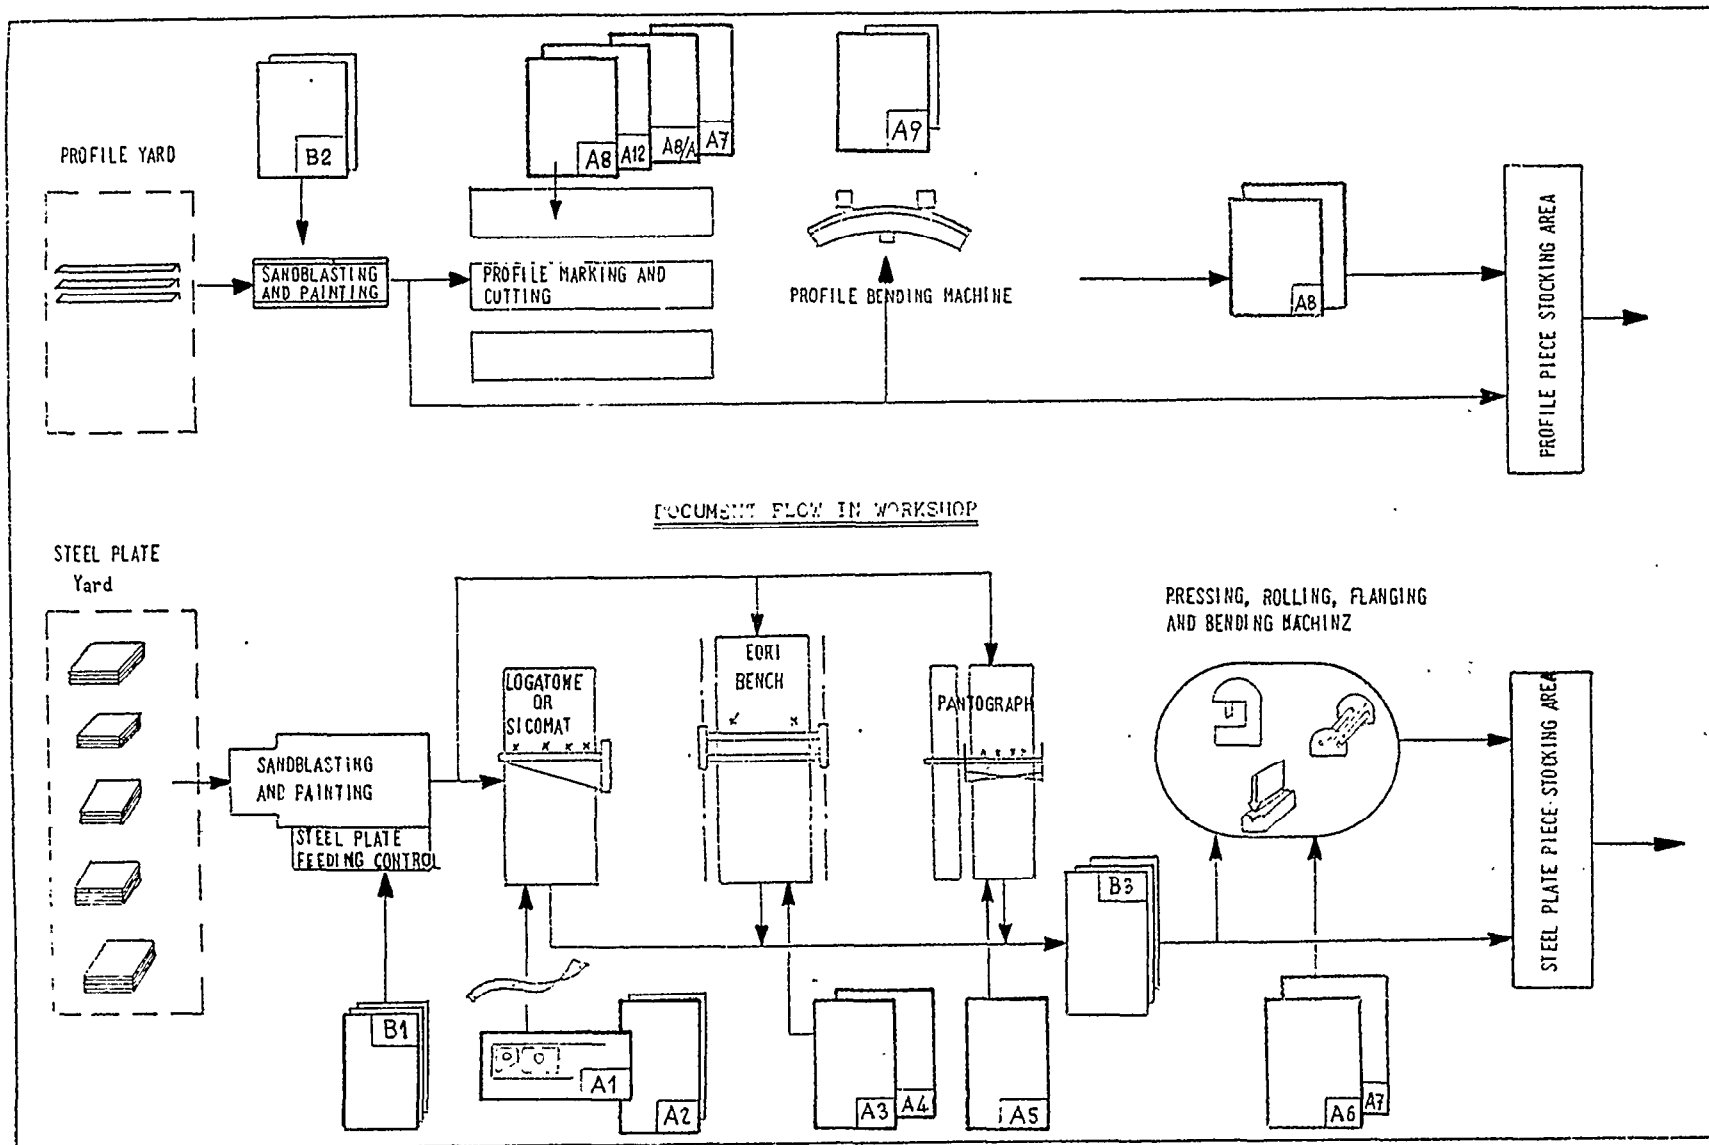 B2
A8
A12
A8/A
A7
A9
PROFILE YARD
SANDBLASTING
AND PAINTING
PROFILE MARKING AND
CUTTING
PROFILE BENDING MACHINE
A8
PROFILE PIECE STOCKING AREA
DOCUMENT FLOW IN WORKSHOP
STEEL PLATE
Yard
PRESSING, ROLLING, FLANGING
AND BENDING MACHINZ
LOGATOME
OR
SICOMAT
EORI
BENCH
PANTOGRAPH
SANDBLASTING
AND PAINTING
STEEL PLATE
FEEDING CONTROL
B3
STEEL PLATE PIECE-STOCKING AREA
B1
A1
A2
A3
A4
A5
A6
A7